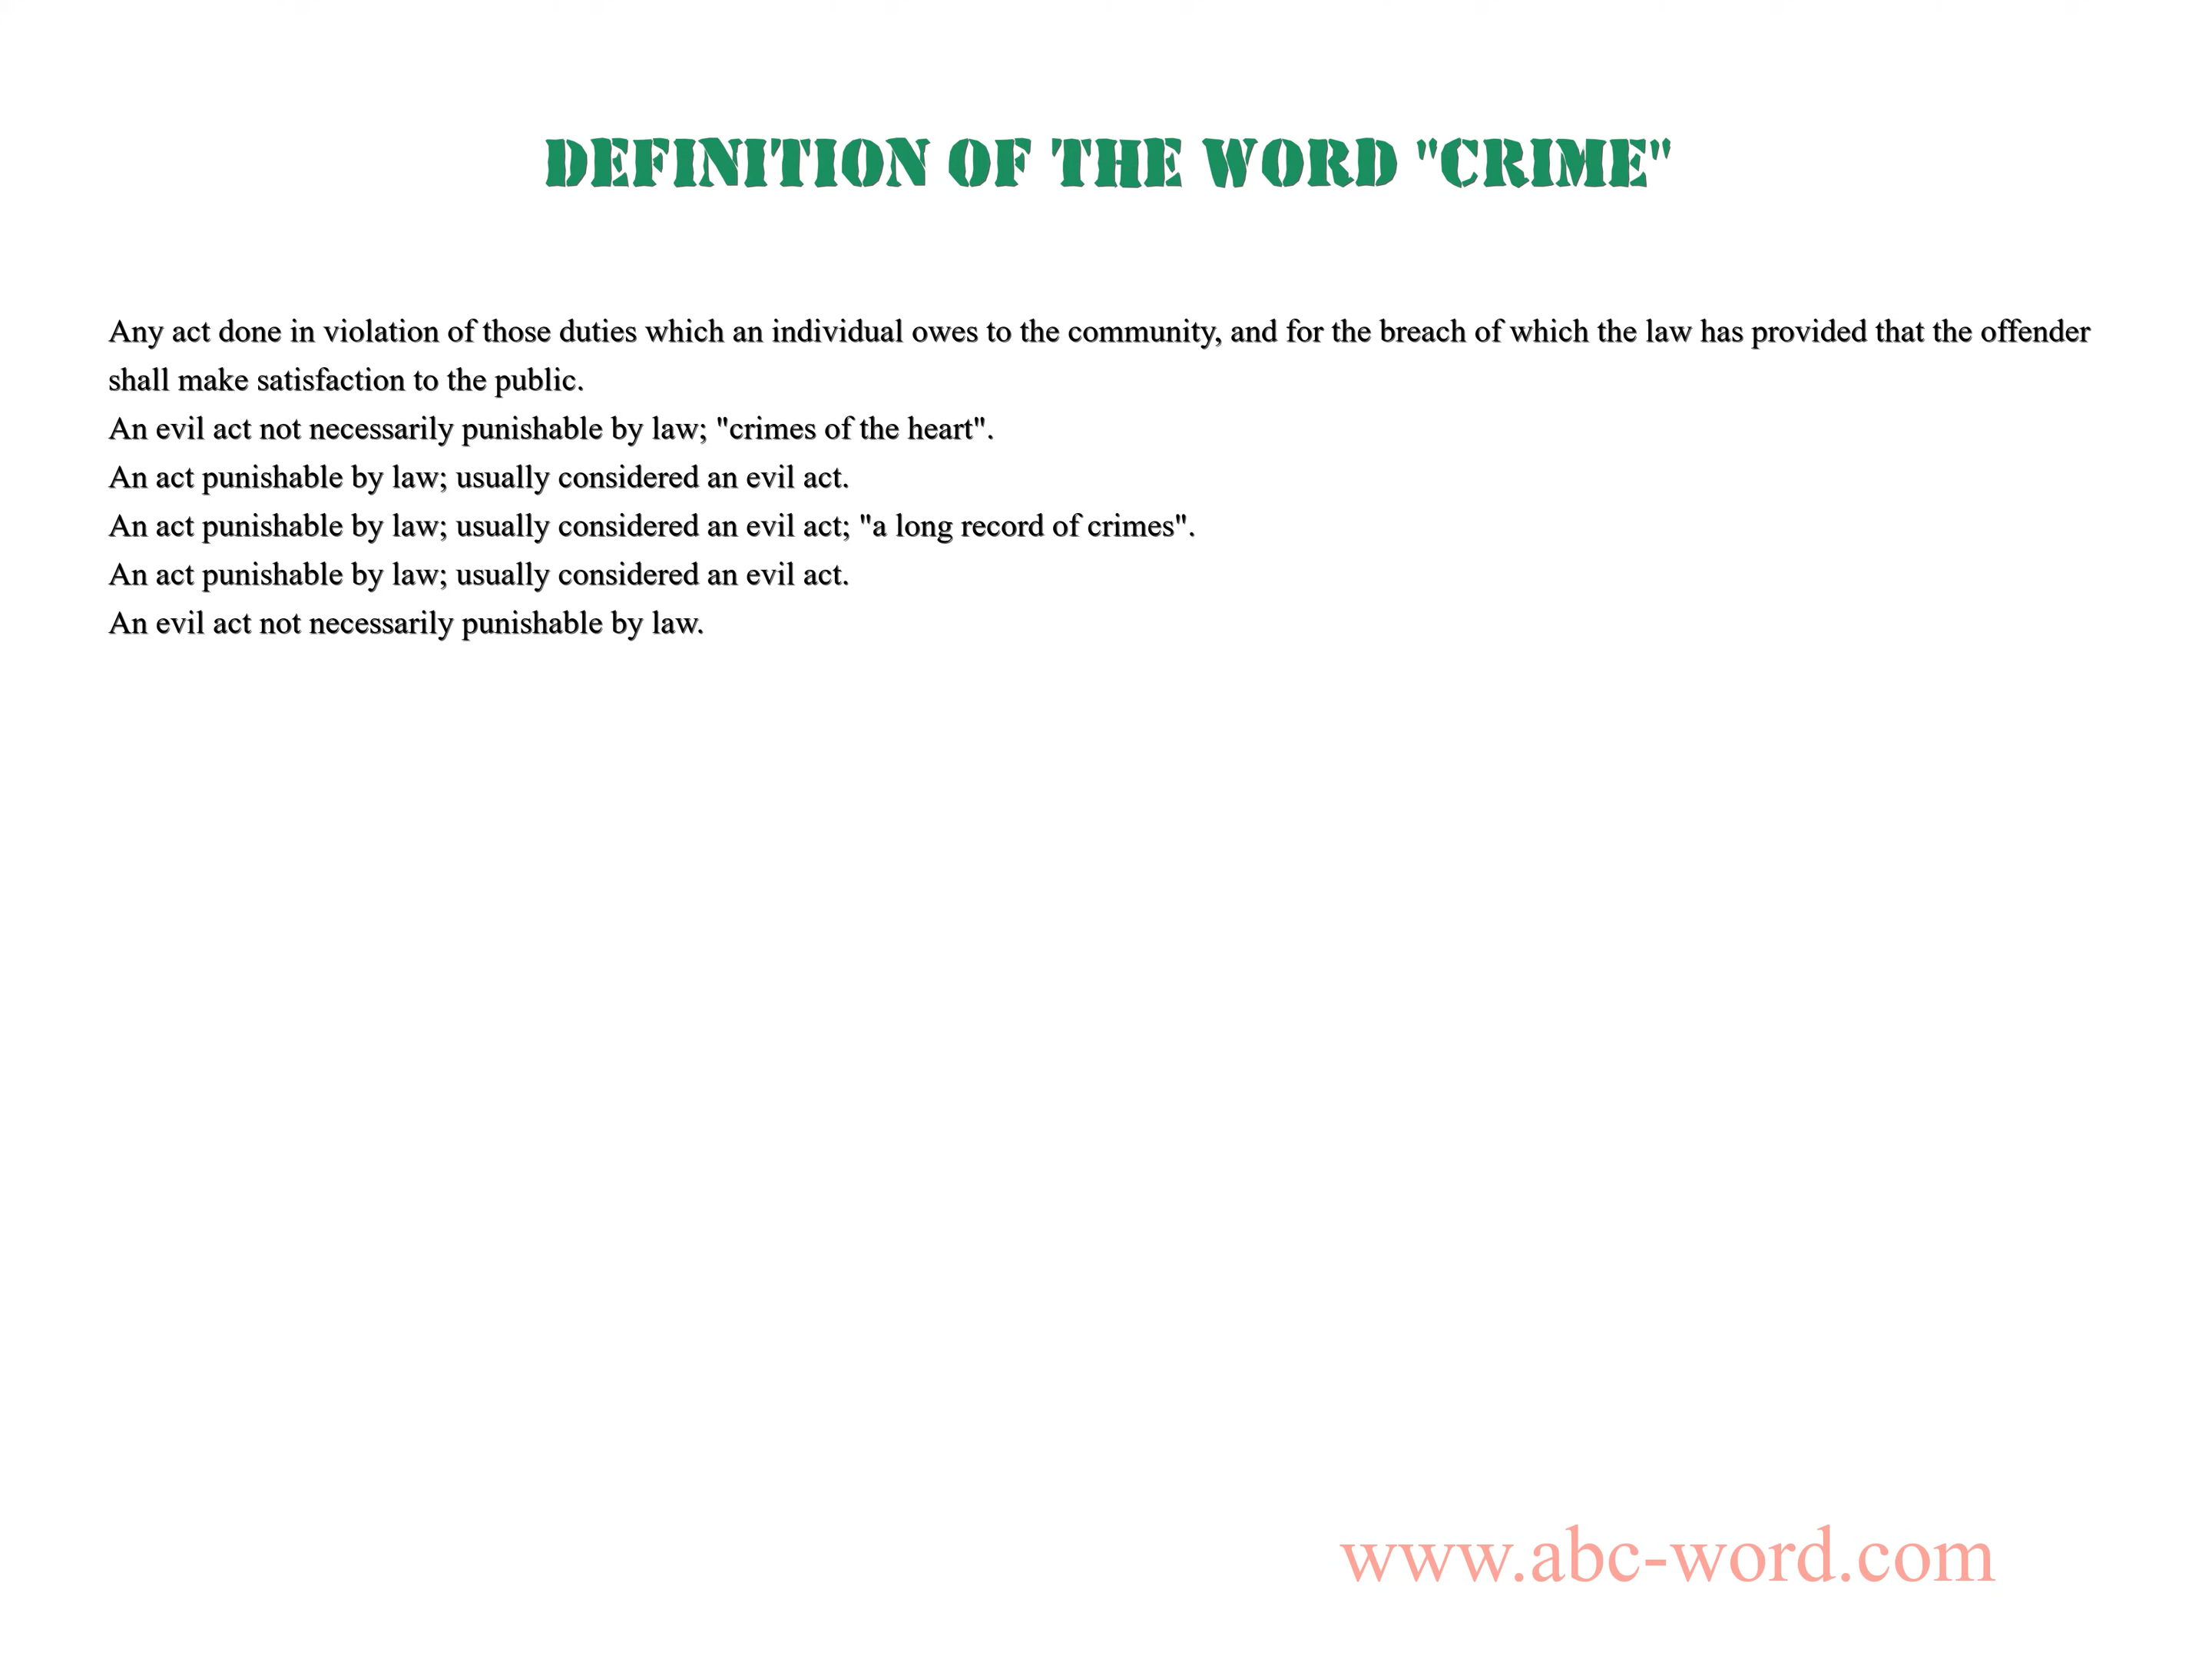 DEFINITION OF THE WORD "CRIME"
Any act done in violation of those duties which an individual owes to the community, and for the breach of which the law has provided that the offender
shall make satisfaction to the public.
An evil act not necessarily punishable by law; "crimes of the heart".
An act punishable by law; usually considered an evil act.
An act punishable by law; usually considered an evil act; "a long record of crimes".
An act punishable by law; usually considered an evil act.
An evil act not necessarily punishable by law.
www.abc-word.com